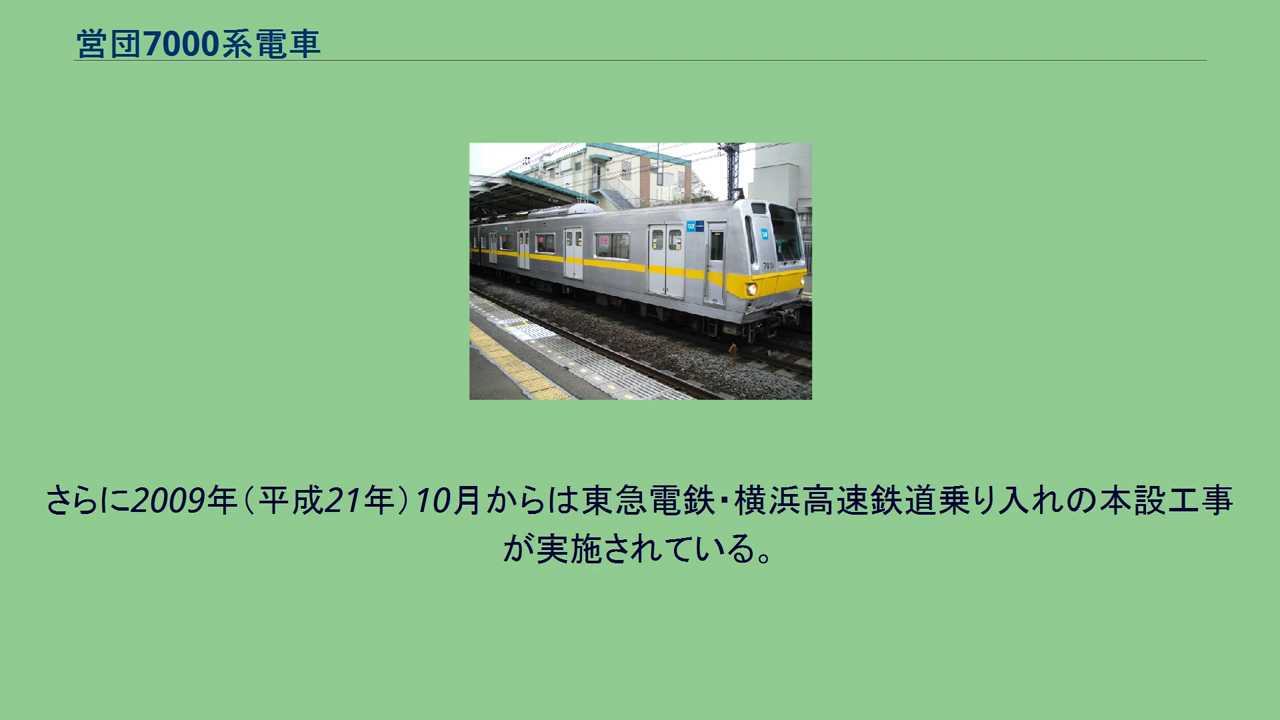 営団7000系電車
さらに2009年（平成21年）10月からは東急電鉄・横浜高速鉄道乗り入れの本設工事
が実施されている。